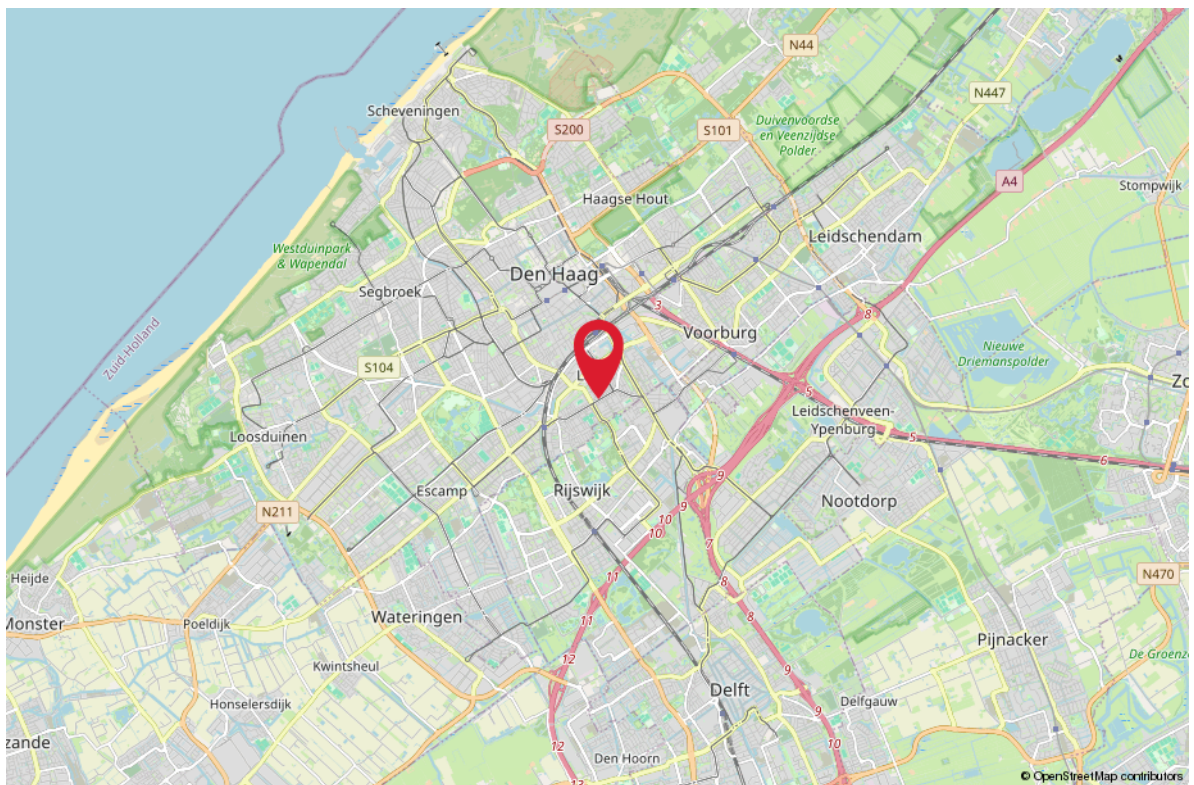 N44
N447
Scheveningen
S200
S101
Duivenvoordse
en Veenzijdse
Polder
A4
Stompwijk
Haagse Hout
Westduinpark
& Wapendal
Leidschendam
Den Haag
Segbroek
3
8
Zuid-Holland
Voorburg
Nieuwe
Driemanspolder
S104
5
Zo
Leidschenveen-
Ypenburg
5
Loosduinen
6
9
Escamp
Rijswijk
9
Nootdorp
N211
10
10
7
11
8
Heijde
N470
Monster
Poeldijk
Wateringen
11
8
Pijnacker
12
Kwintsheul
9
De Groenz
Delft
Honselersdijk
Delfgauw
9
zande
12
10
Den Hoorn
13
© OpenStreetMap contributors